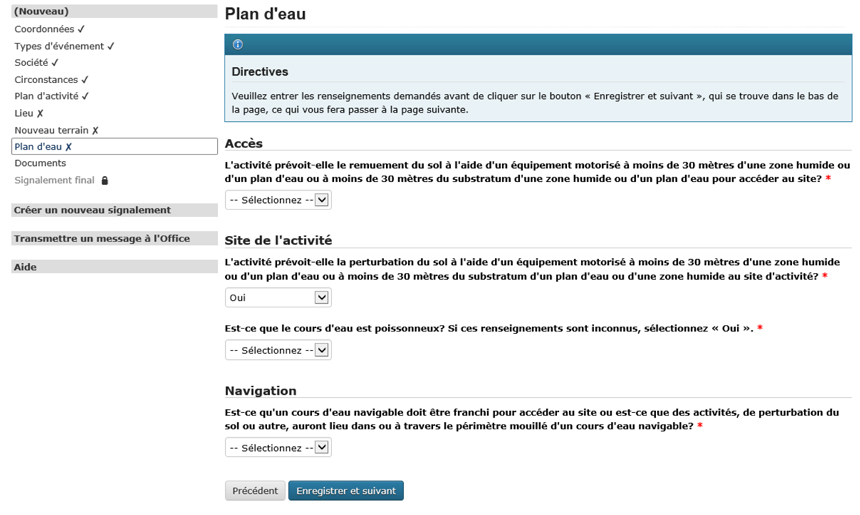 (Nouveau)
Coordonnées ✓
Types d'événement ✓
Société ✓
Circonstances ✓
Plan d'activité ✓
Lieu ✗
Nouveau terrain ✗
Plan d'eau ✗
Documents
Signalement final
Créer un nouveau signalement
Transmettre un message à l'Office
Aide
Plan d'eau
Directives
Veuillez entrer les renseignements demandés avant de cliquer sur le bouton « Enregistrer et suivant », qui se trouve dans le bas de
la page, ce qui vous fera passer à la page suivante.
Accès
L'activité prévoit-elle le remuement du sol à l'aide d'un équipement motorisé à moins de 30 mètres d'une zone humide ou
d'un plan d'eau ou à moins de 30 mètres du substratum d'une zone humide ou d'un plan d'eau pour accéder au site? *
-- Sélectionnez --
Site de l'activité
L'activité prévoit-elle la perturbation du sol à l'aide d'un équipement motorisé à moins de 30 mètres d'une zone humide
ou d'un plan d'eau ou à moins de 30 mètres du substratum d'un plan d'eau ou d'une zone humide au site d'activité? *
Oui
Est-ce que le cours d'eau est poissonneux? Si ces renseignements sont inconnus, sélectionnez « Oui ». *
-- Sélectionnez --
Navigation
Est-ce qu'un cours d'eau navigable doit être franchi pour accéder au site ou est-ce que des activités, de perturbation du
sol ou autre, auront lieu dans ou à travers le périmètre mouillé d'un cours d'eau navigable? *
-- Sélectionnez --
Précédent
Enregistrer et suivant